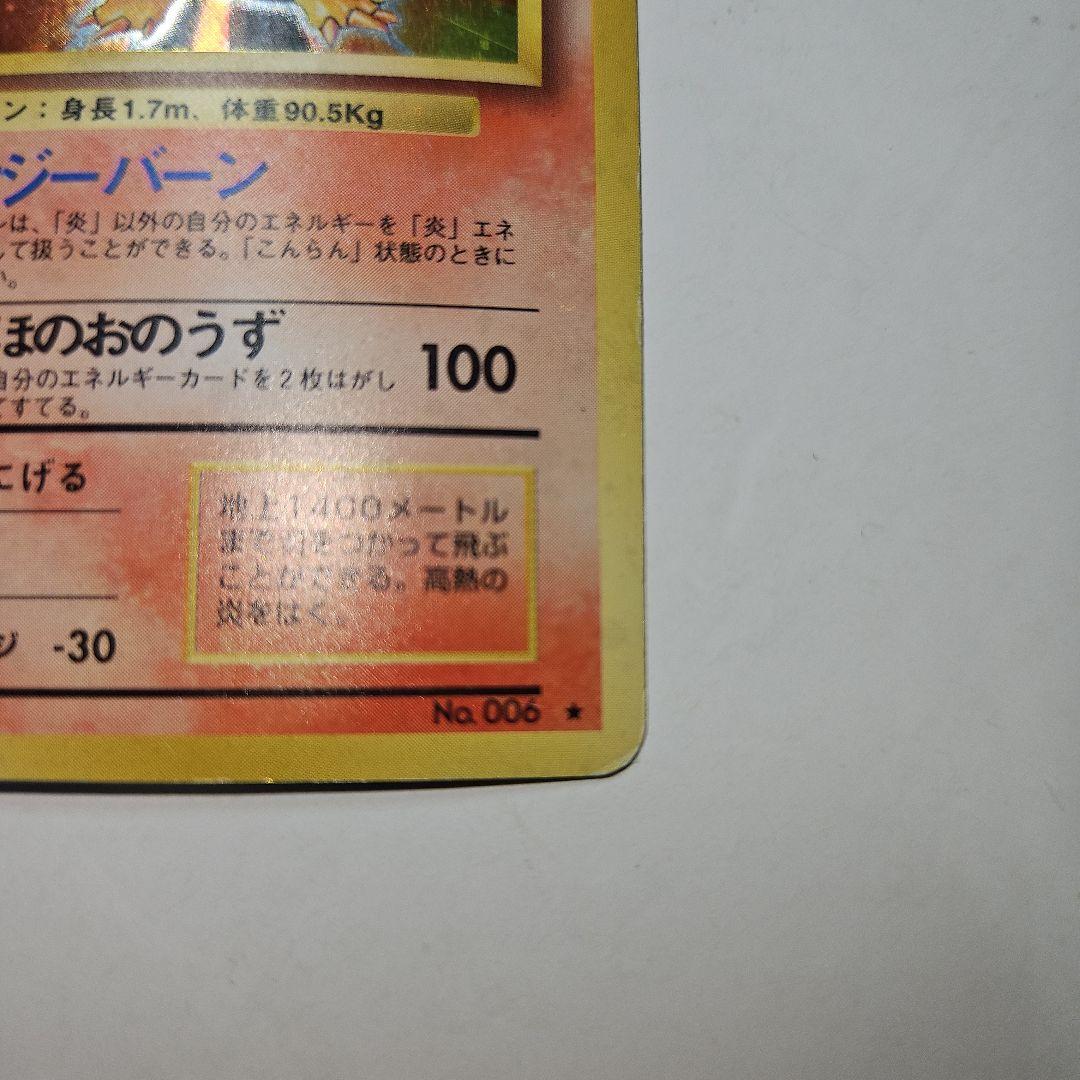 ン：身長1.7m、体重90.5Kg
ジーバーン
は、「炎」以外の自分のエネルギーを「炎」エネ
して扱うことができる。「こんらん」状態のときに
い。
ほのおのうず
100
自分のエネルギーカードを2枚はがし
てすてる。
にげる
地上1400メートル
まで羽をつかって飛ぶ
ことができる。高熱の
炎をはく。
ジ -30
No. 006 ★